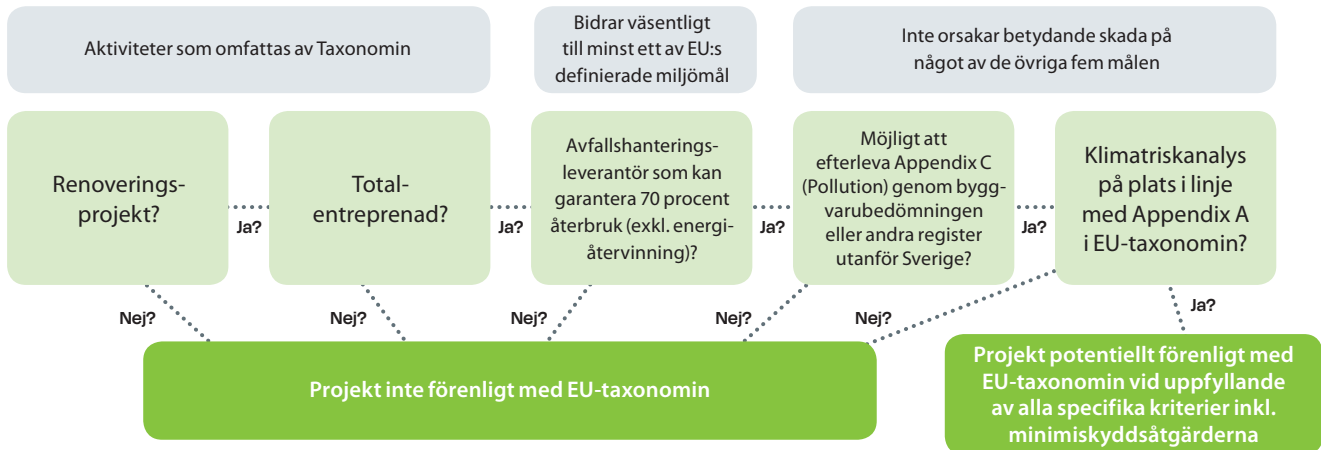 Aktiviteter som omfattas av Taxonomin
Bidrar väsentligt
till minst ett av EU:s
definierade miljömål
Inte orsakar betydande skada på
något av de övriga fem målen
Renoverings-
projekt?
Ja?
Total-
entreprenad?
Ja?
Avfallshanterings-
leverantör som kan
garantera 70 procent
återbruk (exkl. energi-
återvinning)?
Ja?
Möjligt att
efterleva Appendix C
(Pollution) genom bygg-
varubedömningen
eller andra register
utanför Sverige?
Ja?
Klimatriskanalys
på plats i linje
med Appendix A
i EU-taxonomin?
Nej?
Nej?
Nej?
Nej?
Nej?
Ja?
Projekt inte förenligt med EU-taxonomin
Projekt potentiellt förenligt med
EU-taxonomin vid uppfyllande
av alla specifika kriterier inkl.
minimiskyddsåtgärderna